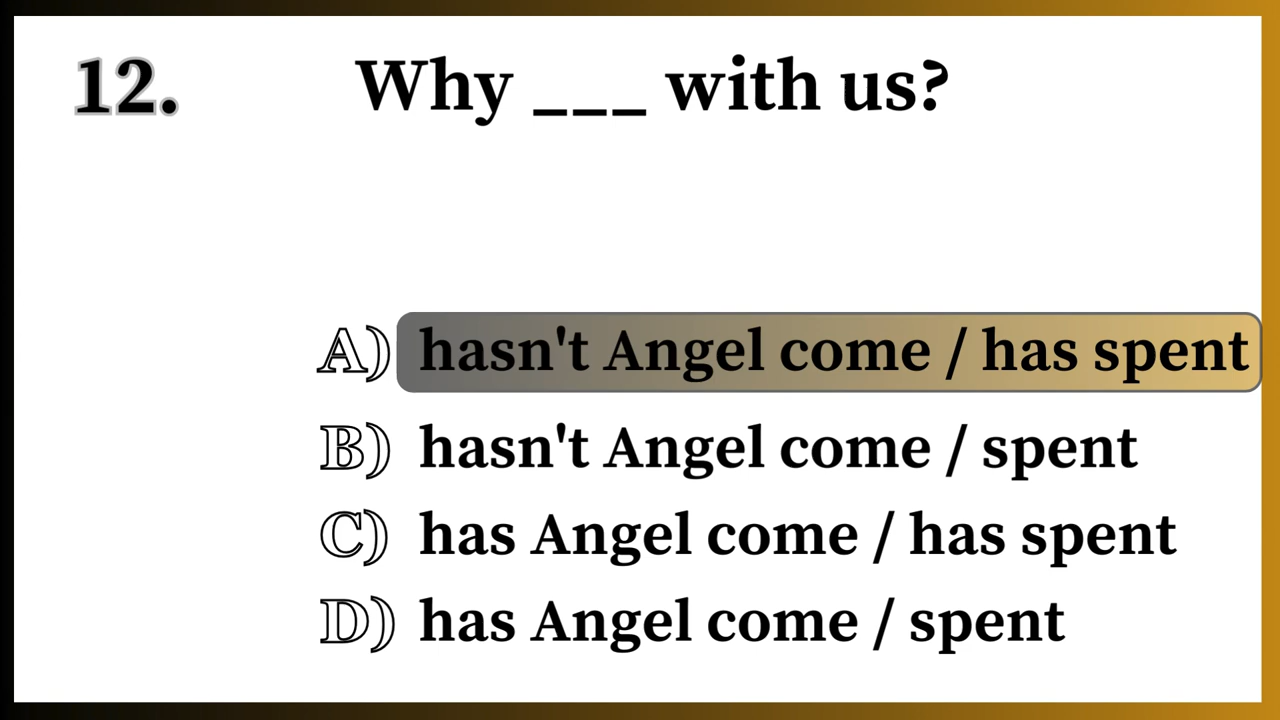 12. Why ___ with us?
A) hasn't Angel come / has spent
B) hasn't Angel come / spent
C) has Angel come / has spent
D) has Angel come / spent